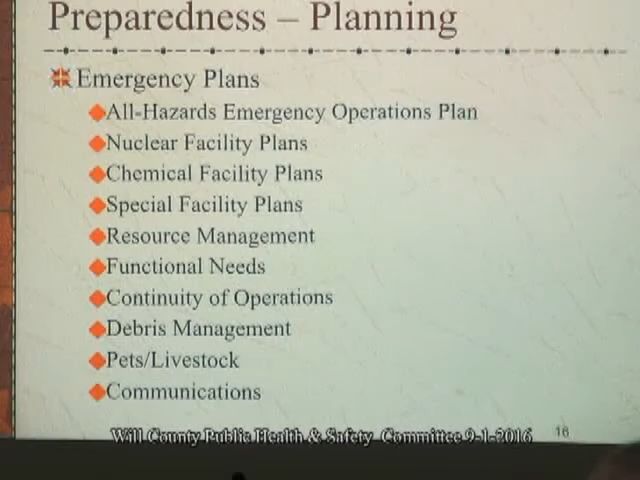 Preparedness – Planning
Emergency Plans
All-Hazards Emergency Operations Plan
Nuclear Facility Plans
Chemical Facility Plans
Special Facility Plans
Resource Management
Functional Needs
Continuity of Operations
Debris Management
Pets/Livestock
Communications
Will County Public Health & Safety Committee 9-1-2016
16